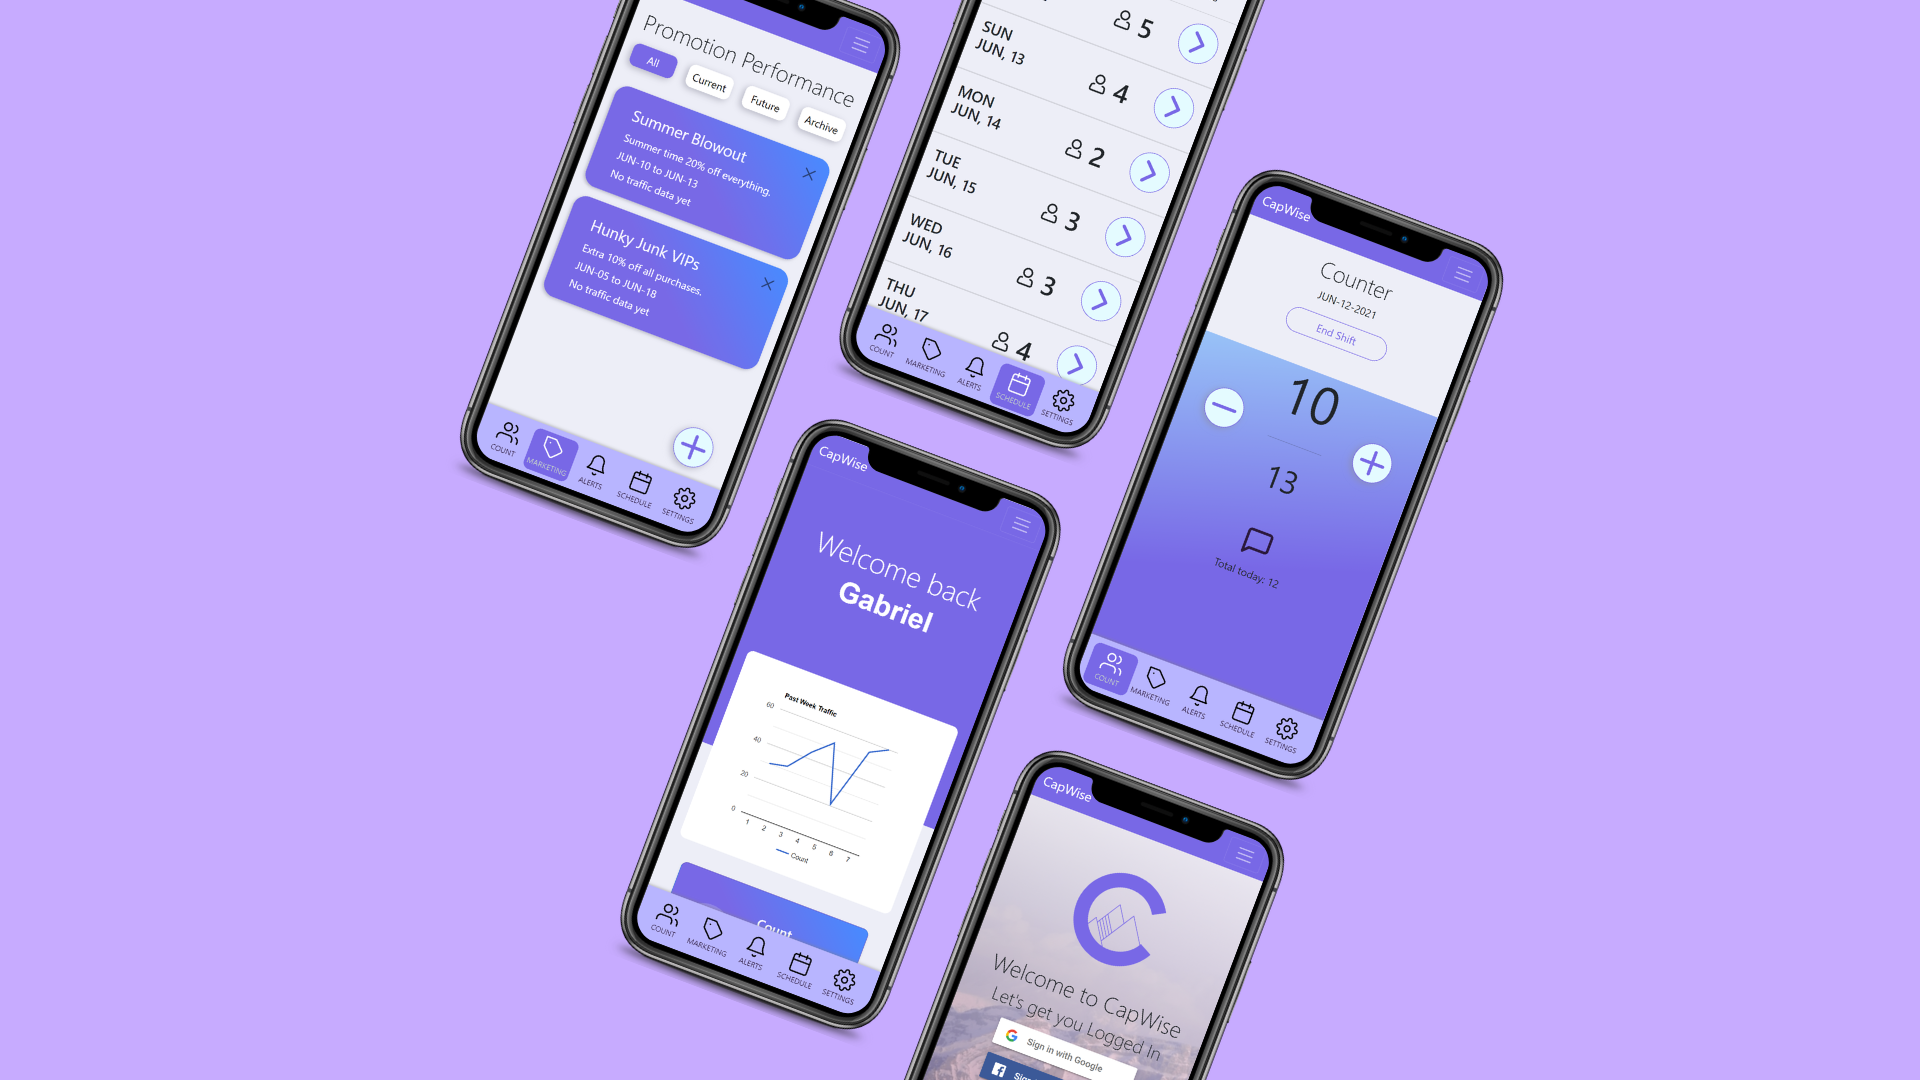 Promotion Performance
All
Current
Future
Archive
Summer Blowout
Summer time 20% off everything.
JUN-10 to JUN-13
No traffic data yet
Hunky Junk VIPs
Extra 10% off all purchases.
JUN-05 to JUN-18
No traffic data yet
COUNT
MARKETING
ALERTS
SCHEDULE
SETTINGS
5
SUN
JUN, 13
4
MON
JUN, 14
2
TUE
JUN, 15
3
WED
JUN, 16
3
THU
JUN, 17
4
COUNT
MARKETING
ALERTS
SCHEDULE
SETTINGS
CapWise
Counter
JUN-12-2021
End Shift
10
13
Total today: 12
COUNT
MARKETING
ALERTS
SCHEDULE
SETTINGS
CapWise
Welcome back
Gabriel
Past Week Traffic
60
40
20
0
1 2 3 4 5 6 7
Count
Count
COUNT
MARKETING
ALERTS
SCHEDULE
SETTINGS
CapWise
Welcome to CapWise
Let's get you Logged In
Sign in with Google